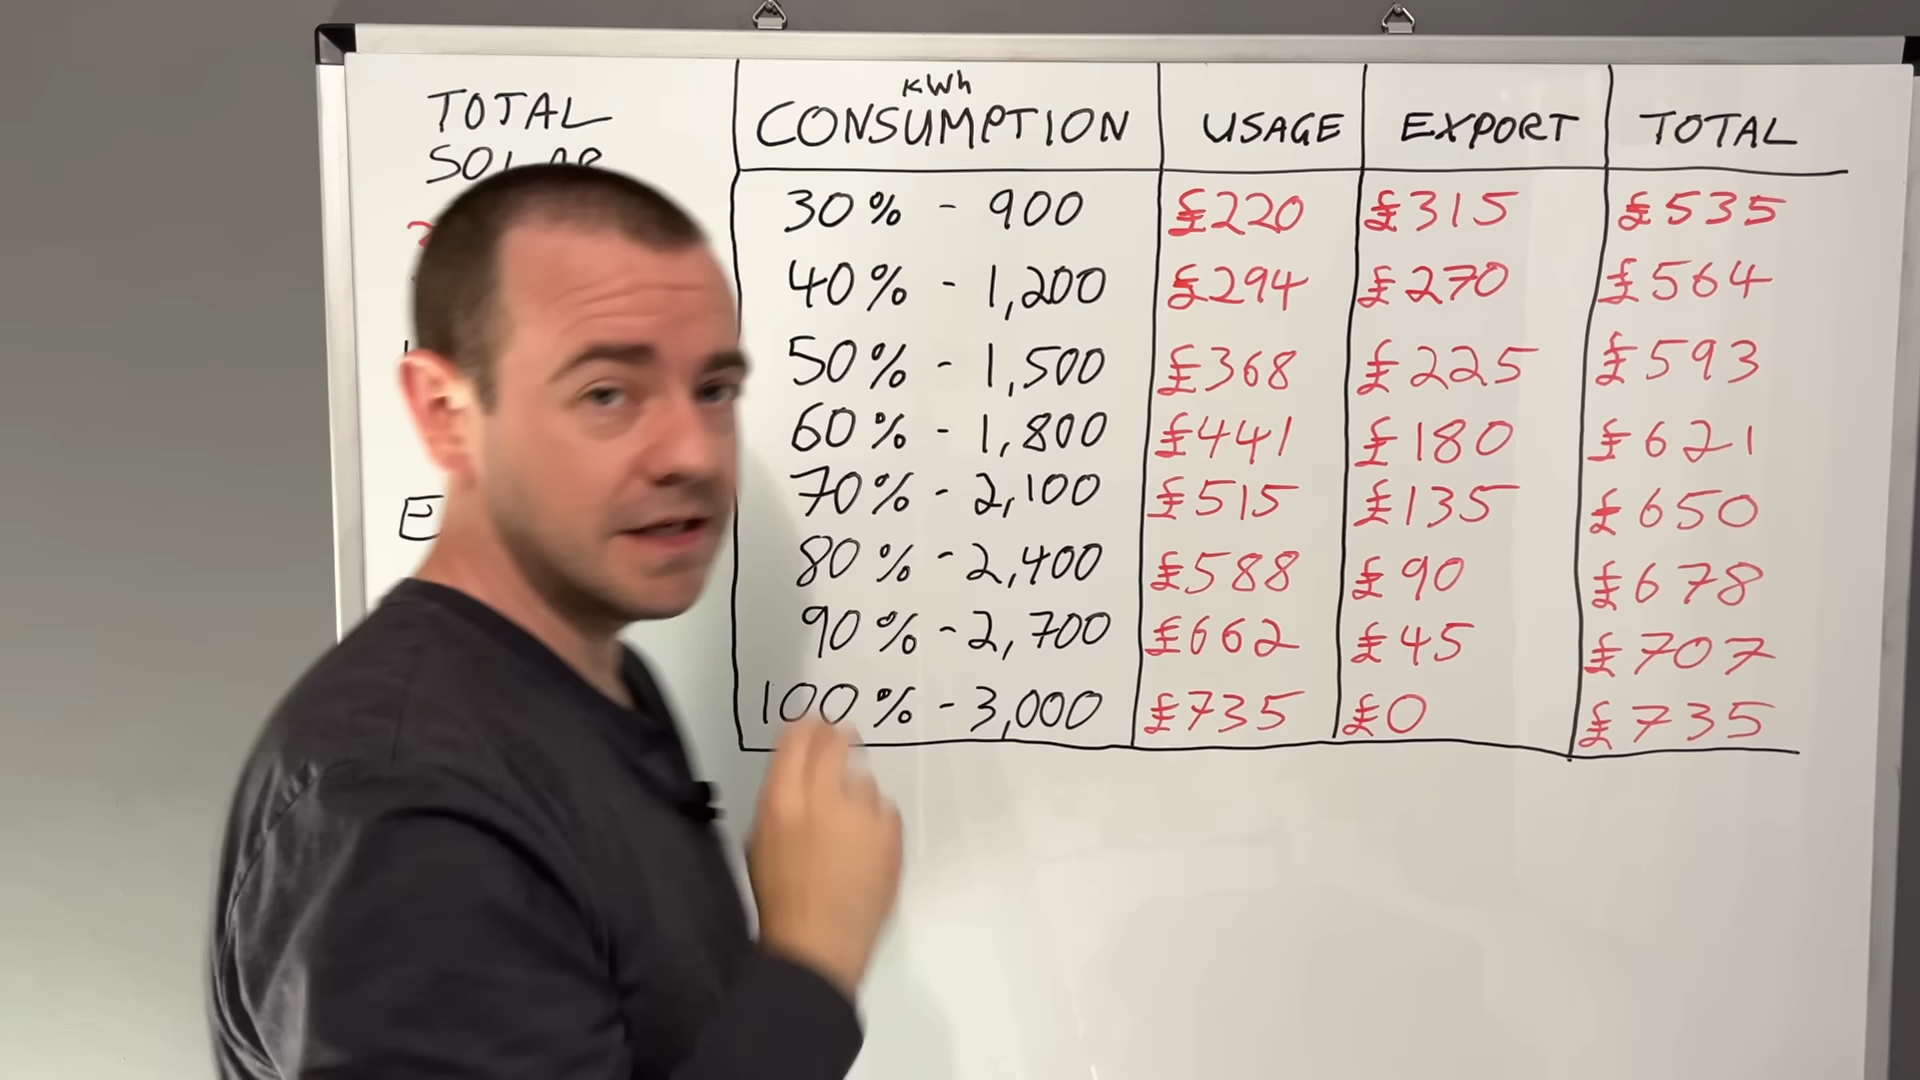 TOTAL
SOLAR
kWh
CONSUMPTION USAGE EXPORT TOTAL
30% - 900 £220 £315 £535
40% - 1,200 £294 £270 £564
50% - 1,500 £368 £225 £593
60% - 1,800 £441 £180 £621
70% - 2,100 £515 £135 £650
80% - 2,400 £588 £90 £678
90% - 2,700 £662 £45 £707
100% - 3,000 £735 £0 £735